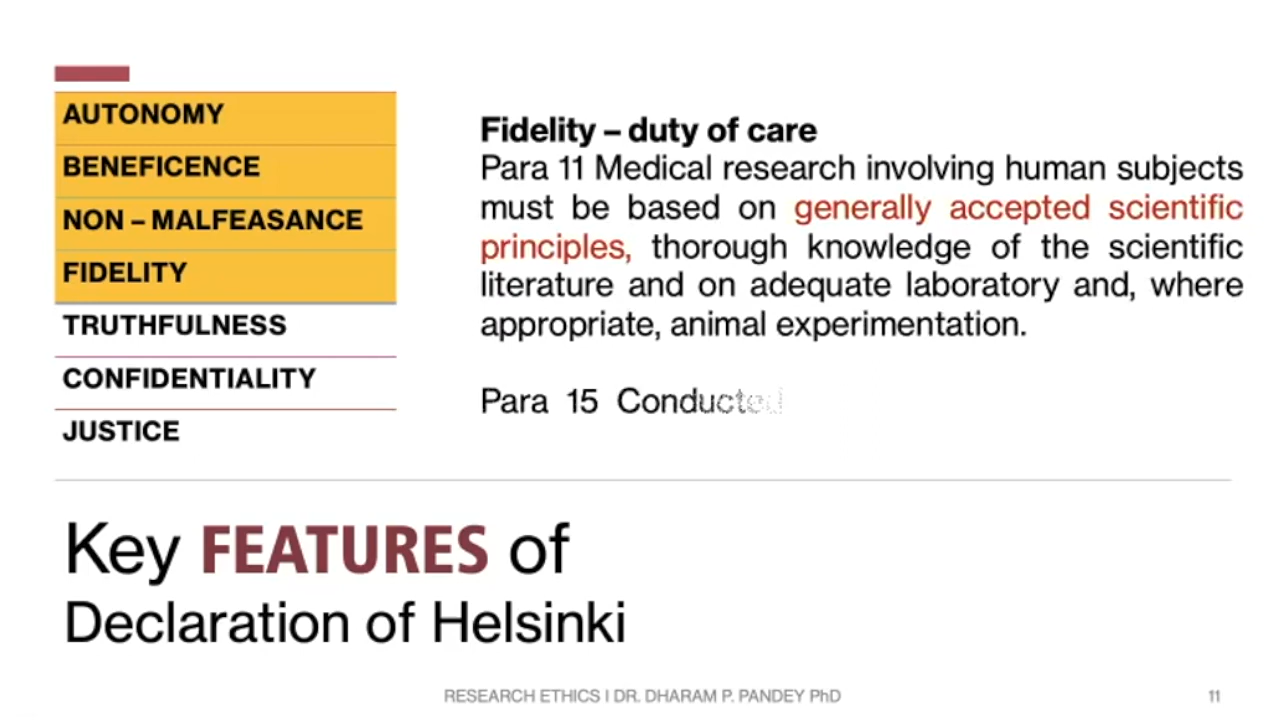 AUTONOMY
BENEFICENCE
NON – MALFEASANCE
FIDELITY
TRUTHFULNESS
CONFIDENTIALITY
JUSTICE
Fidelity – duty of care
Para 11 Medical research involving human subjects
must be based on generally accepted scientific
principles, thorough knowledge of the scientific
literature and on adequate laboratory and, where
appropriate, animal experimentation.
Para 15 Conducted
Key FEATURES of
Declaration of Helsinki
RESEARCH ETHICS I DR. DHARAM P. PANDEY PhD
11